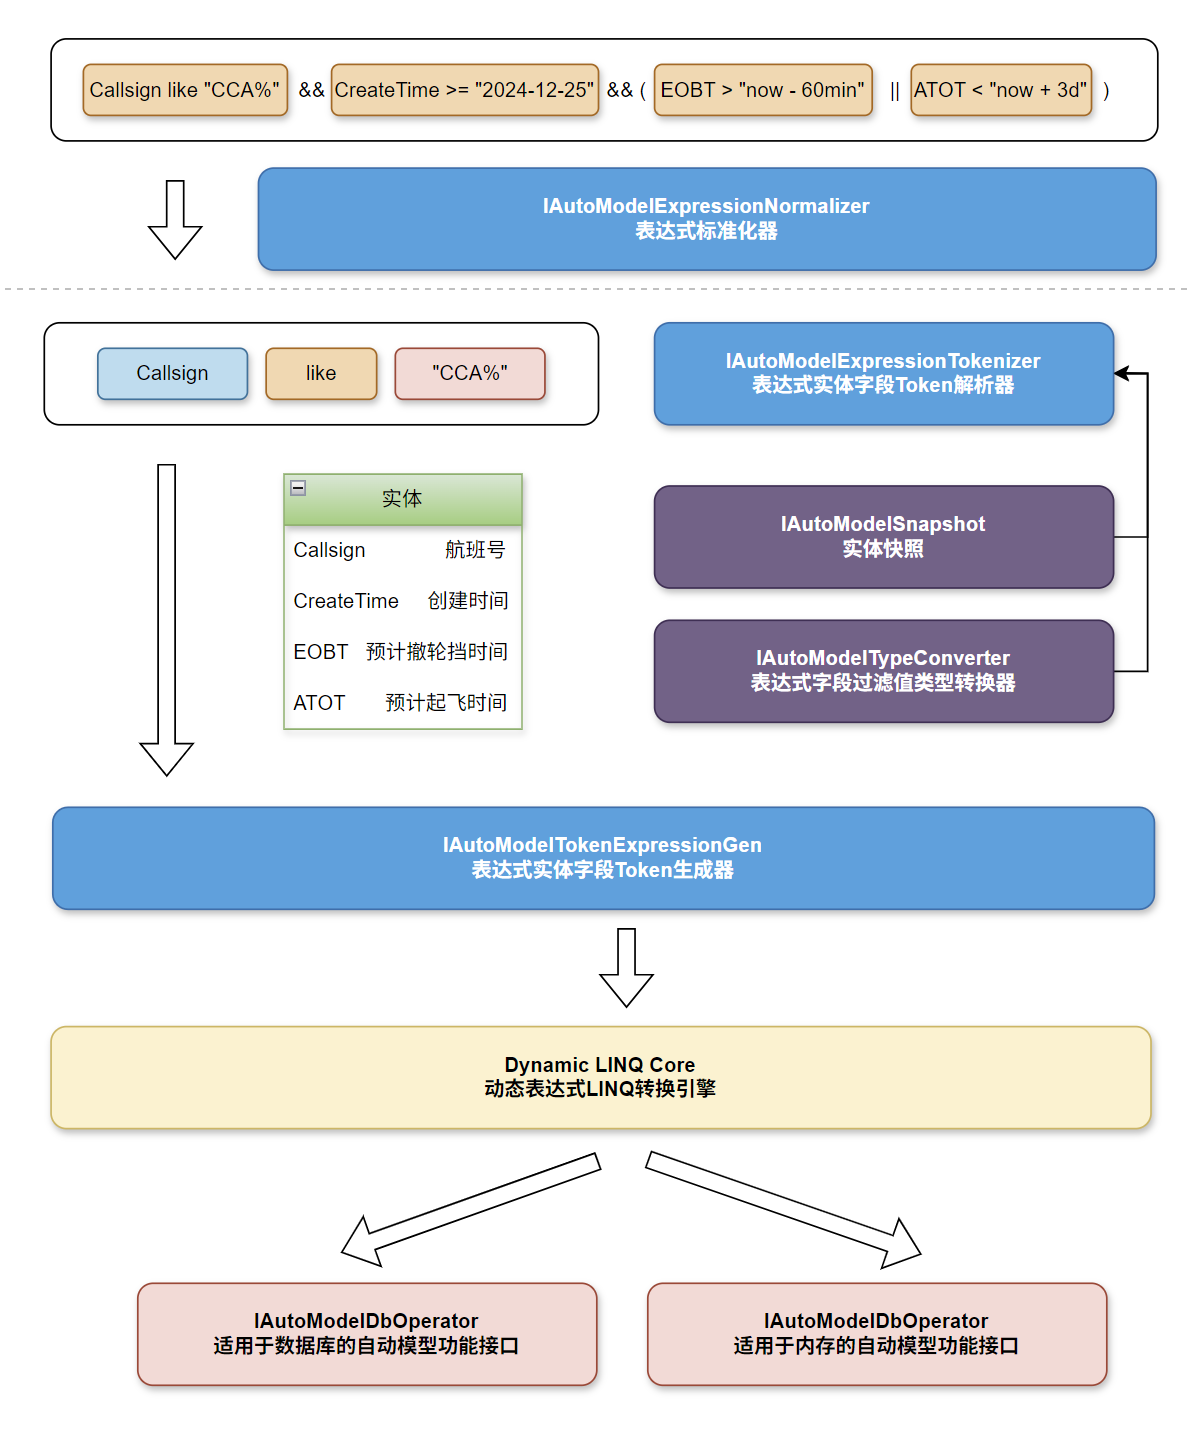 Callsign like "CCA%" && CreateTime >= "2024-12-25" && ( EOBT > "now - 60min" || ATOT < "now + 3d" )
IAutoModelExpressionNormalizer
表达式标准化器
Callsign like "CCA%"
IAutoModelExpressionTokenizer
表达式实体字段Token解析器
实体
Callsign 航班号
CreateTime 创建时间
EOBT 预计撤轮挡时间
ATOT 预计起飞时间
IAutoModelSnapshot
实体快照
IAutoModelTypeConverter
表达式字段过滤值类型转换器
IAutoModelTokenExpressionGen
表达式实体字段Token生成器
Dynamic LINQ Core
动态表达式LINQ转换引擎
IAutoModelDbOperator
适用于数据库的自动模型功能接口
IAutoModelDbOperator
适用于内存的自动模型功能接口